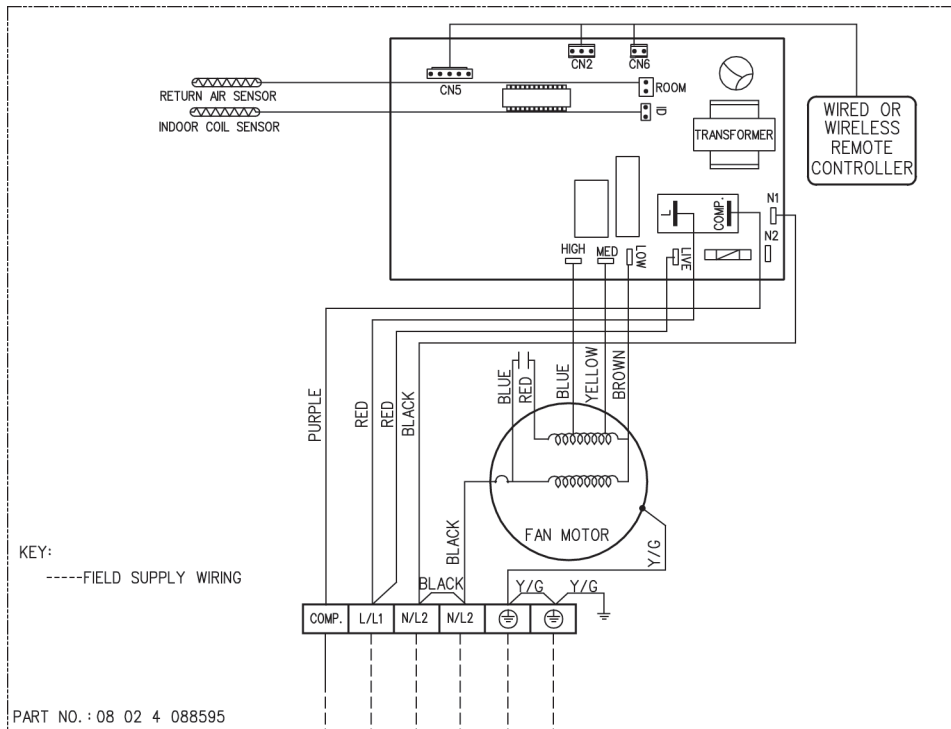 CN5
CN2
CN6
RETURN AIR SENSOR
ROOM
INDOOR COIL SENSOR
ID
TRANSFORMER
WIRED OR
WIRELESS
REMOTE
CONTROLLER
L
COMP.
N1
N2
HIGH
MED
LOW
LIVE
PURPLE
RED
RED
BLACK
BLUE
RED
BLUE
YELLOW
BROWN
FAN MOTOR
BLACK
Y/G
KEY:
-----FIELD SUPPLY WIRING
BLACK
Y/G
Y/G
COMP.
L/L1
N/L2
N/L2
PART NO.:08 02 4 088595